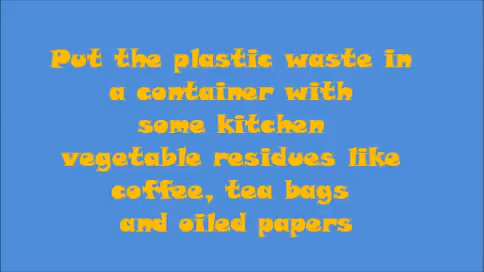 Put the plastic waste in
a container with
some kitchen
vegetable residues like
coffee, tea bags
and oiled papers